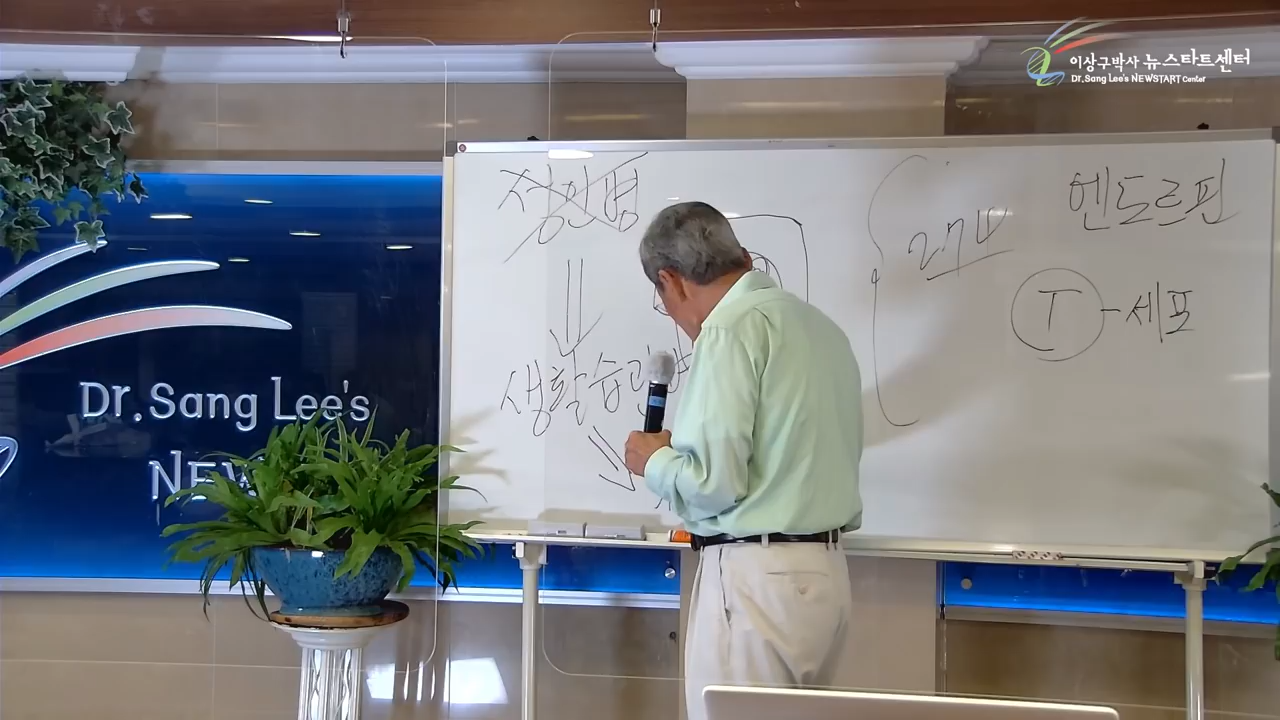 이상구박사 뉴스타트센터
Dr. Sang Lee's NEWSTART Center
성인병
엔도르핀
T-세포
생활습관
Dr. Sang Lee's
NEW